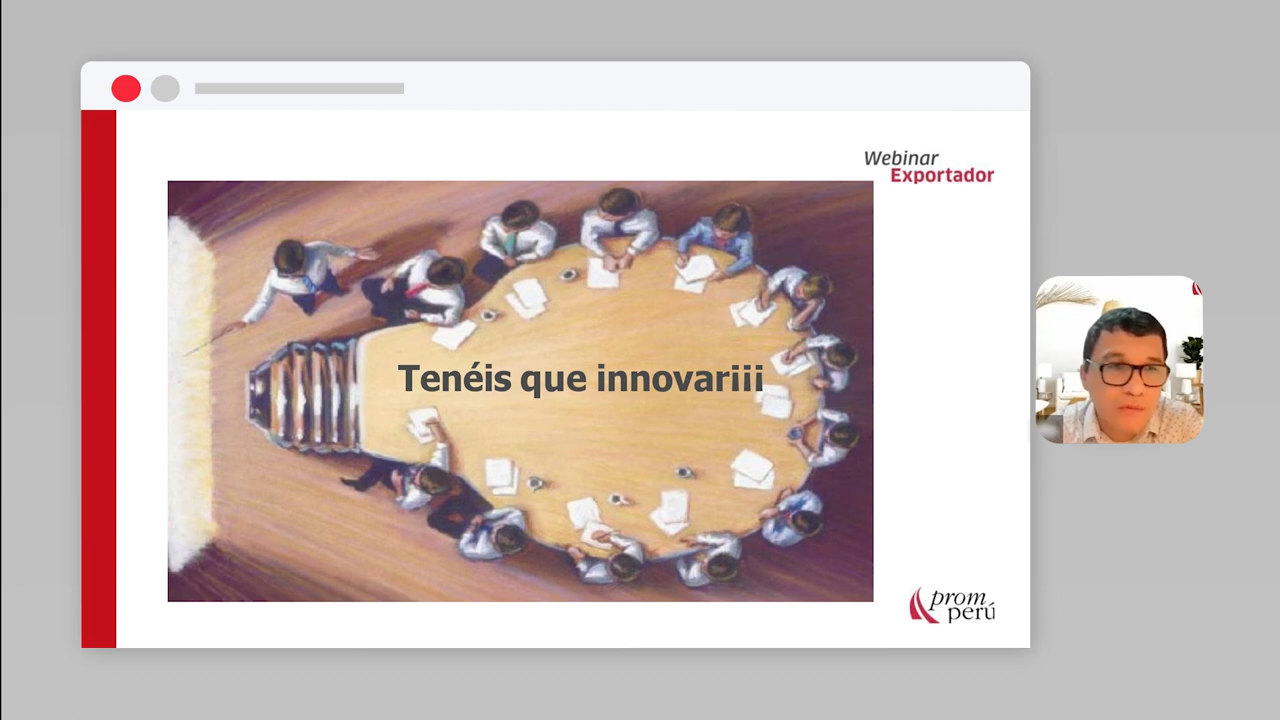 Webinar
Exportador
Tenéis que innovariii
prom
perú